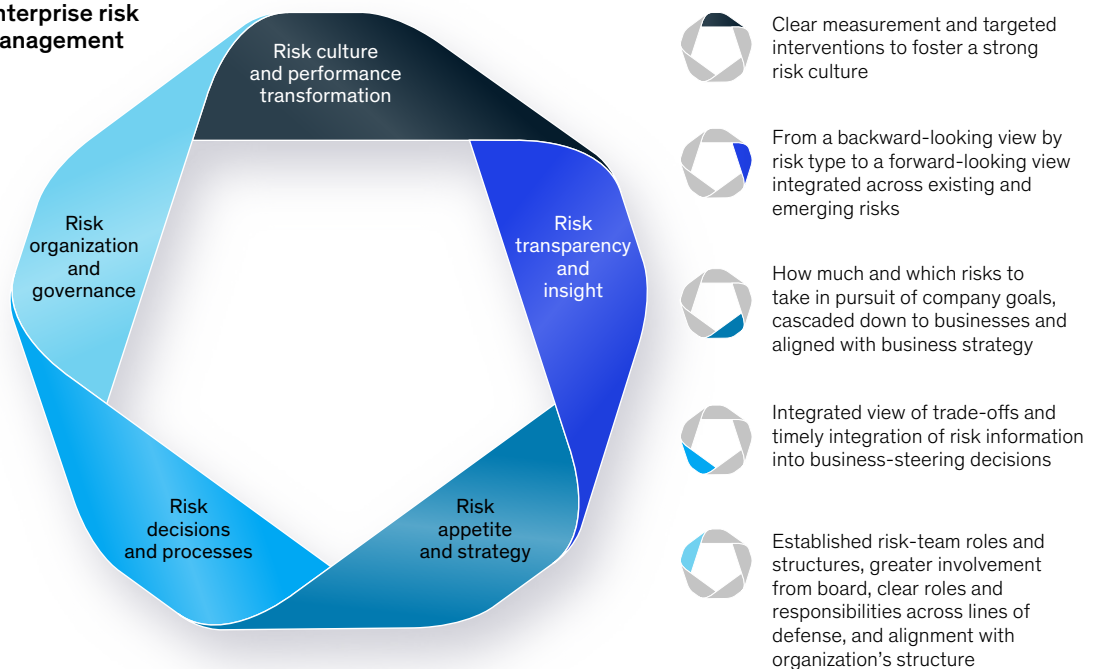 nterprise risk
anagement
Risk culture
and performance
transformation
Risk
transparency
and
insight
Risk
appetite
and strategy
Risk
decisions
and processes
Risk
organization
and
governance
Clear measurement and targeted
interventions to foster a strong
risk culture
From a backward-looking view by
risk type to a forward-looking view
integrated across existing and
emerging risks
How much and which risks to
take in pursuit of company goals,
cascaded down to businesses and
aligned with business strategy
Integrated view of trade-offs and
timely integration of risk information
into business-steering decisions
Established risk-team roles and
structures, greater involvement
from board, clear roles and
responsibilities across lines of
defense, and alignment with
organization’s structure